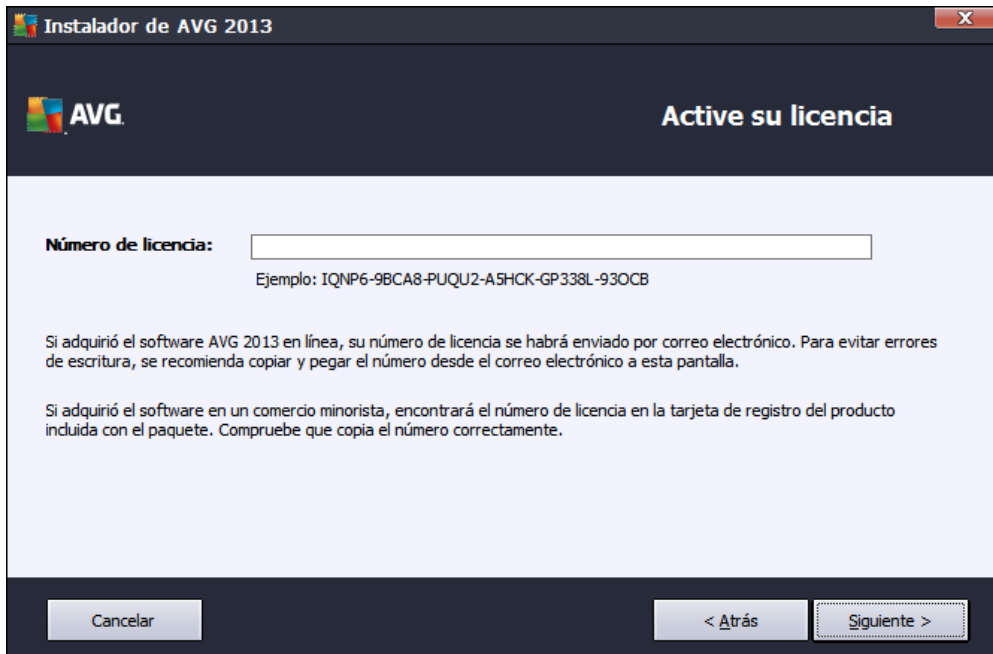 Instalador de AVG 2013
X
AVG.
Active su licencia
Número de licencia:
Ejemplo: IQNP6-9BCA8-PUQU2-A5HCK-GP338L-93OCB
Si adquirió el software AVG 2013 en línea, su número de licencia se habrá enviado por correo electrónico. Para evitar errores
de escritura, se recomienda copiar y pegar el número desde el correo electrónico a esta pantalla.
Si adquirió el software en un comercio minorista, encontrará el número de licencia en la tarjeta de registro del producto
incluida con el paquete. Compruebe que copia el número correctamente.
Cancelar
< Atrás
Siguiente >